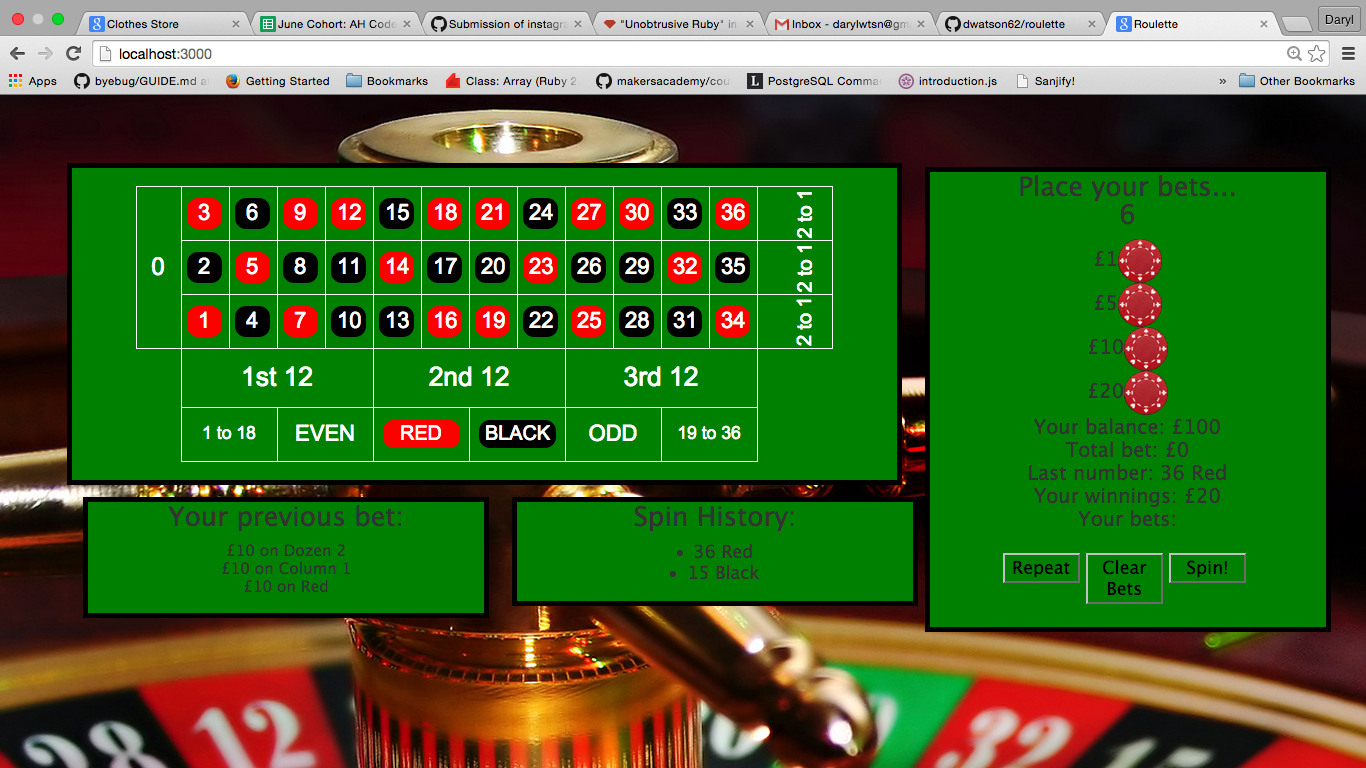 Clothes Store
June Cohort: AH Code
Submission of instagra
"Unobtrusive Ruby" in
Inbox - darylwtsn@gm
dwatson62/roulette
Roulette
Daryl
localhost:3000
Apps
byebug/GUIDE.md at
Getting Started
Bookmarks
Class: Array (Ruby 2
makersacademy/cou
PostgreSQL Comma
introduction.js
Sanjify!
»
Other Bookmarks
3 6 9 12 15 18 21 24 27 30 33 36 2 to 1
0 2 5 8 11 14 17 20 23 26 29 32 35 2 to 1
1 4 7 10 13 16 19 22 25 28 31 34 2 to 1
1st 12 2nd 12 3rd 12
1 to 18 EVEN RED BLACK ODD 19 to 36
Place your bets...
6
£1
£5
£10
£20
Your balance: £100
Total bet: £0
Last number: 36 Red
Your winnings: £20
Your bets:
Repeat
Clear
Bets
Spin!
Your previous bet:
£10 on Dozen 2
£10 on Column 1
£10 on Red
Spin History:
• 36 Red
• 15 Black
28 12 32 15